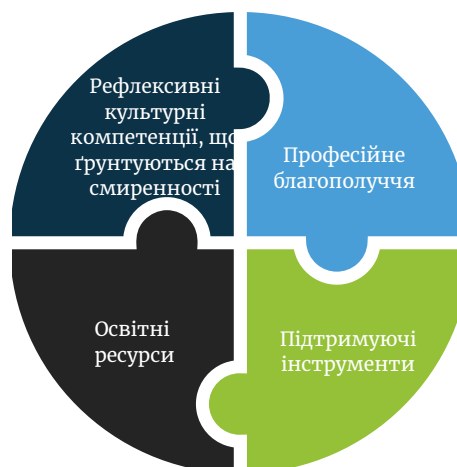 Рефлексивні
культурні
компетенції, що
ґрунтуються на
смиренності
Професійне
благополуччя
Освітні
ресурси
Підтримуючі
інструменти